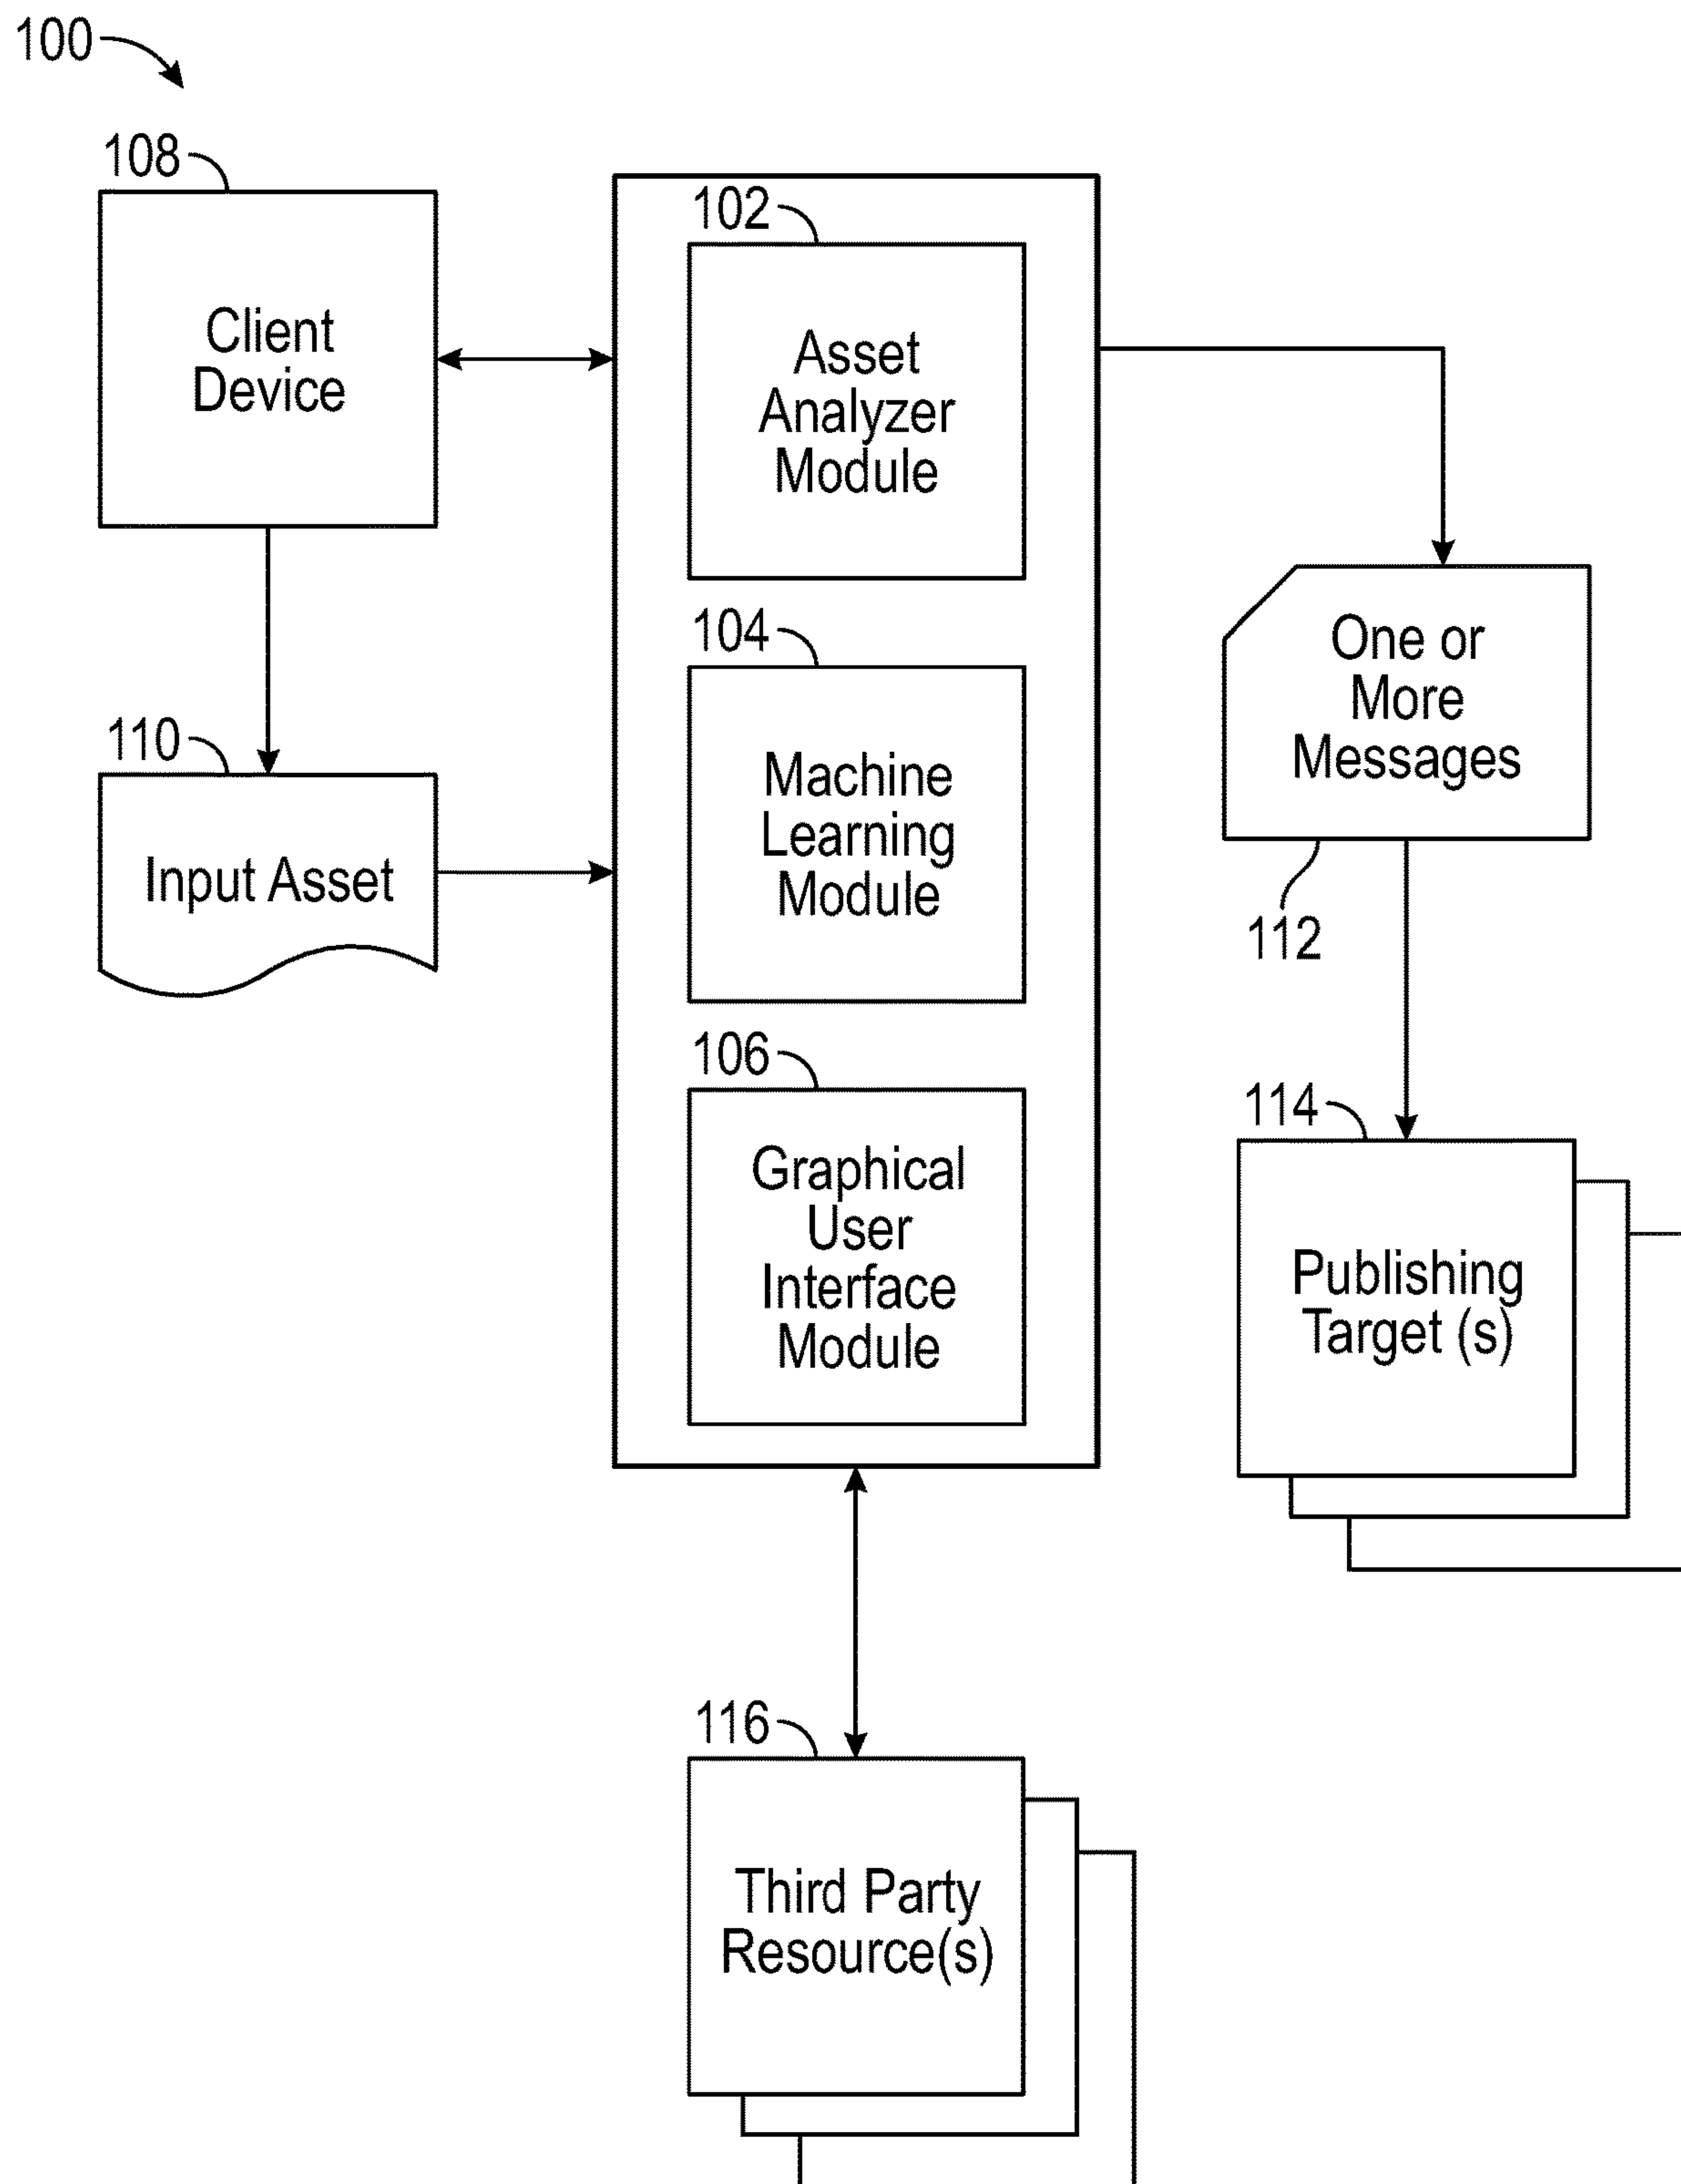 100
108
Client
Device
110
Input Asset
102
Asset
Analyzer
Module
104
Machine
Learning
Module
106
Graphical
User
Interface
Module
One or
More
Messages
112
114
Publishing
Target (s)
116
Third Party
Resource(s)